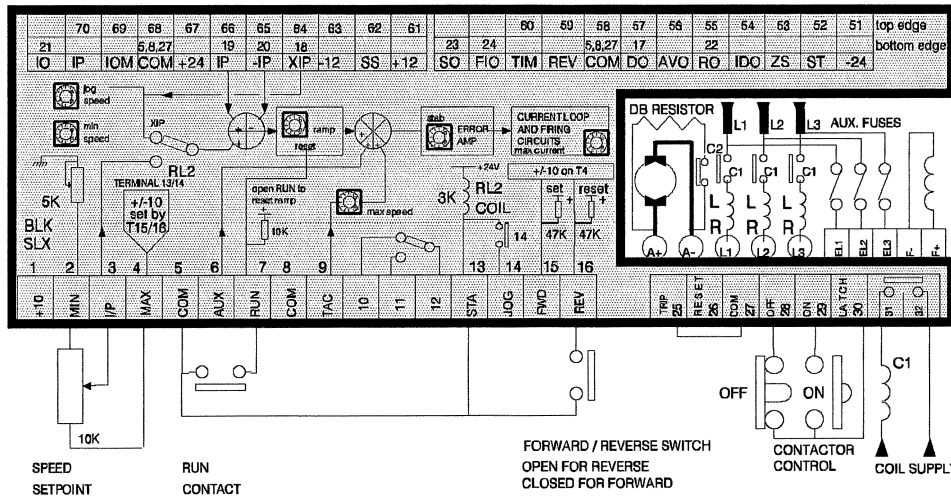 70 69 68 67 66 65 64 63 62 61 60 59 58 57 56 55 54 53 52 51 top edge
21 5,8,27 19 20 18 23 24 5,8,27 17 22 bottom edge
IO IP IOM COM +24 IP -IP XIP -12 SS +12 SO FIO TIM REV COM DO AVO RO IDO ZS ST -24
jog
speed
min
speed
XIP
+ -
ramp
reset
stab
ERROR
AMP
CURRENT LOOP
AND FIRING
CIRCUITS
max current
DB RESISTOR
L1 L2 L3 AUX. FUSES
C2
C1 C1 C1
RL2
TERMINAL 13/14
+/-10
set by
T15/16
5K
BLK
SLX
open RUN to
reset ramp
10K
max speed
+24V
3K
RL2
COIL
14
+/-10 on T4
set reset
47K 47K
L L L
R R R
A+ A- L1 L2 L3 EL1 EL2 EL3 F- F+
1 2 3 4 5 6 7 8 9 13 14 15 16
+10 MIN I/P MAX COM AUX RUN COM TAC 10 11 12 STA JOG FWD REV
TRIP 25
RESET 26
COM 27
OFF 28
ON 29
LATCH 30
S1 S2
10K
OFF ON
C1
SPEED
SETPOINT
RUN
CONTACT
FORWARD / REVERSE SWITCH
OPEN FOR REVERSE
CLOSED FOR FORWARD
CONTACTOR
CONTROL
COIL SUPPLY